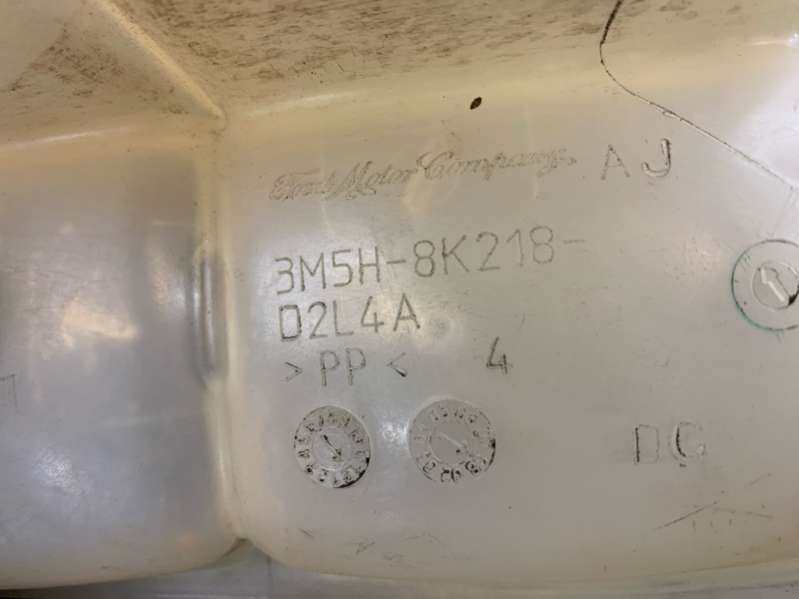 Ford Motor Company. AJ
3M5H-8K218-
D2L4A
>PP< 4
DG